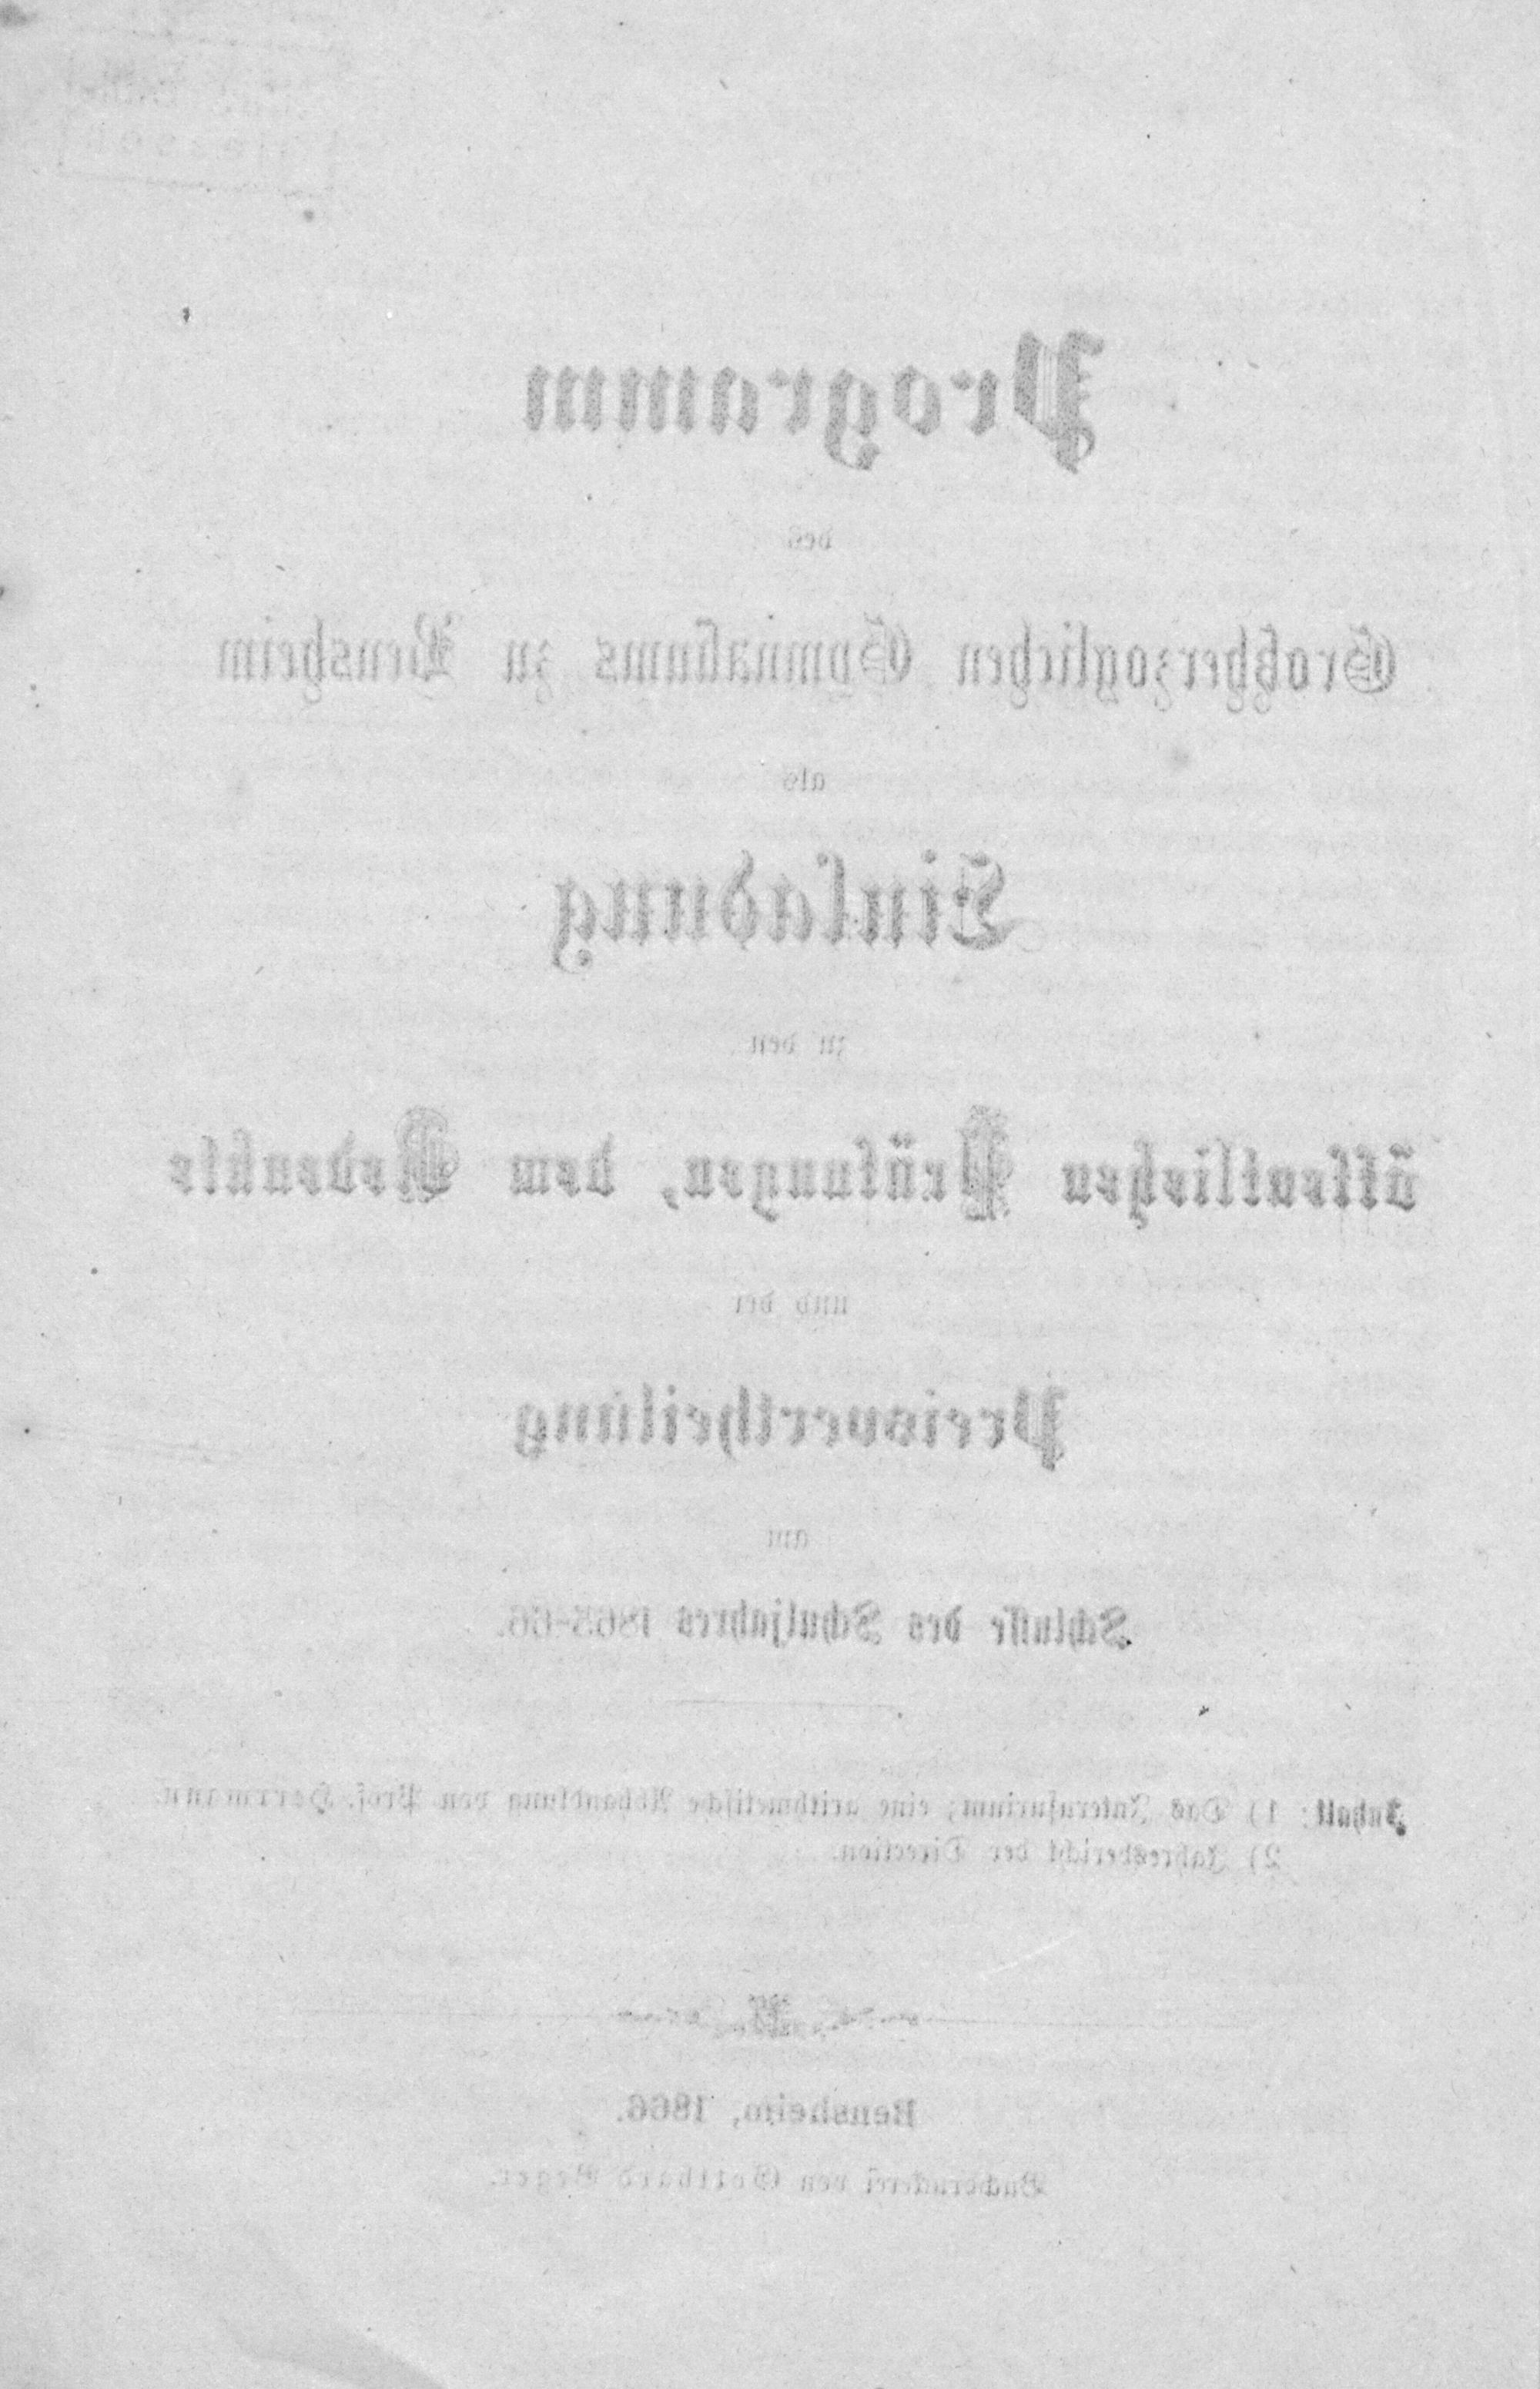 Programm
des
Großherzoglichen Gymnasiums zu Bensheim
als
Einladung
zu den
öffentlichen Prüfungen, dem Redeakte
und der
Preisvertheilung
am
Schlusse des Schuljahres 1865-66.
Inhalt: 1) Das Interusurium; eine arithmetische Abhandlung von Prof. Herrmann.
2) Jahresbericht der Direction.
Bensheim, 1866.
Buchdruckerei von Gotthard Beger.